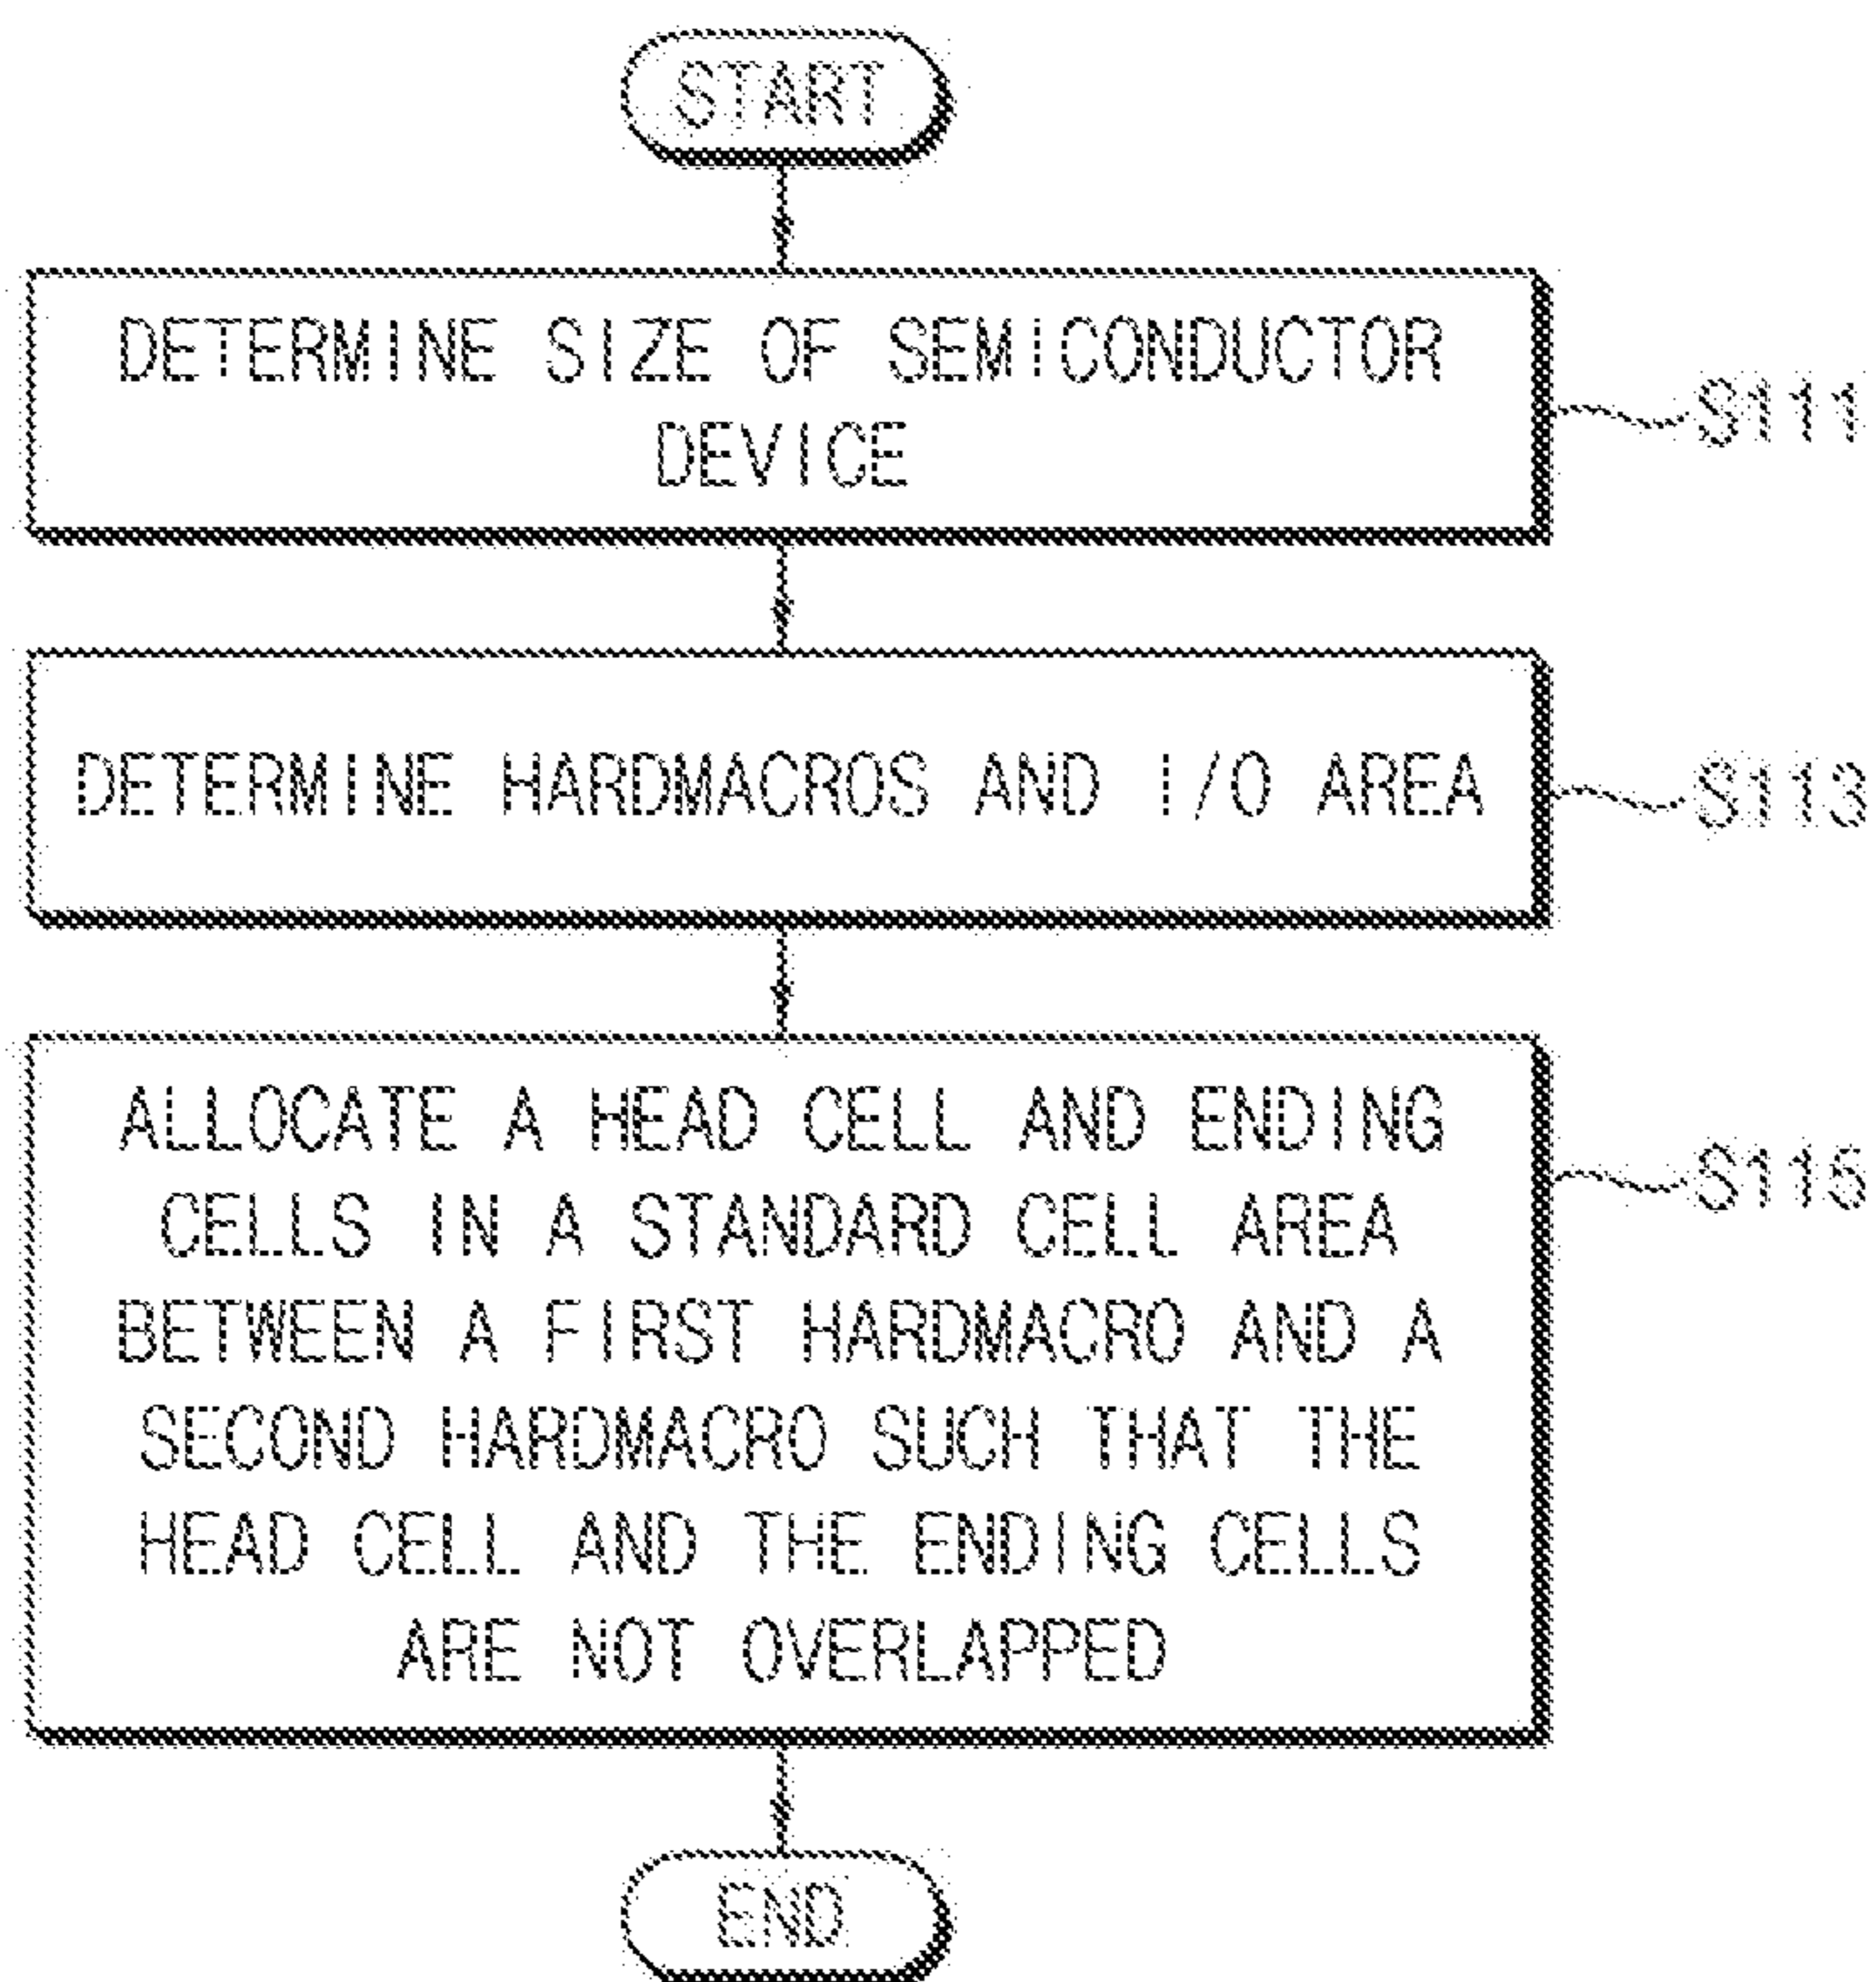 START
DETERMINE SIZE OF SEMICONDUCTOR
DEVICE
S111
DETERMINE HARDMACROS AND I/O AREA
S113
ALLOCATE A HEAD CELL AND ENDING
CELLS IN A STANDARD CELL AREA
BETWEEN A FIRST HARDMACRO AND A
SECOND HARDMACRO SUCH THAT THE
HEAD CELL AND THE ENDING CELLS
ARE NOT OVERLAPPED
S115
END